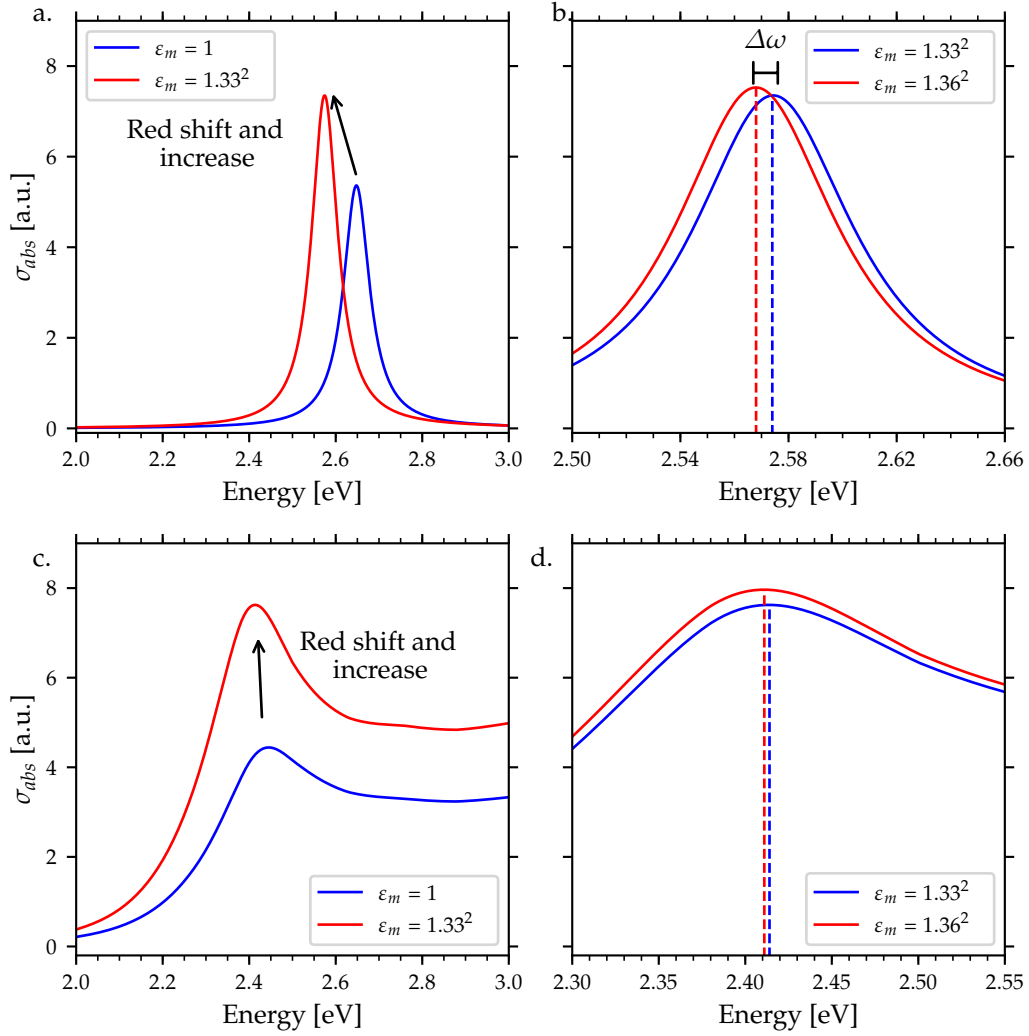 a.
ε_m = 1
ε_m = 1.33²
Red shift and
increase
σ_abs [a.u.]
8
6
4
2
0
2.0 2.2 2.4 2.6 2.8 3.0
Energy [eV]
b.
Δω
ε_m = 1.33²
ε_m = 1.36²
2.50 2.54 2.58 2.62 2.66
Energy [eV]
c.
Red shift and
increase
σ_abs [a.u.]
8
6
4
2
0
ε_m = 1
ε_m = 1.33²
2.0 2.2 2.4 2.6 2.8 3.0
Energy [eV]
d.
ε_m = 1.33²
ε_m = 1.36²
2.30 2.35 2.40 2.45 2.50 2.55
Energy [eV]